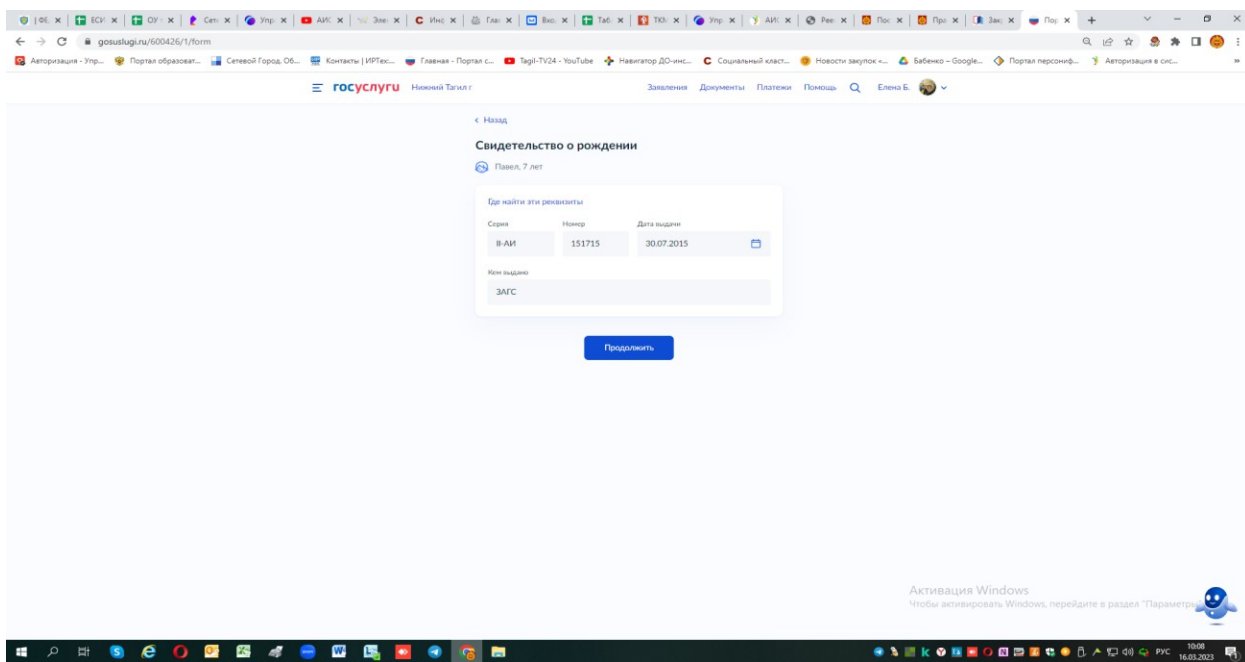 gosuslugi.ru/600426/1/form
Авторизация - Упр... Портал образоват... Сетевой Город. Об... Контакты | ИРТех... Главная - Портал с... Tagil-TV24 - YouTube Навигатор ДО-инс... Социальный класт... Новости закупок «... Бабенко – Google... Портал персониф... Авторизация в сис...
госуслуги Нижний Тагил г Заявления Документы Платежи Помощь Елена Б.
Назад
Свидетельство о рождении
Павел, 7 лет
Где найти эти реквизиты
Серия Номер Дата выдачи
II-АИ 151715 30.07.2015
Кем выдано
ЗАГС
Продолжить
Активация Windows
Чтобы активировать Windows, перейдите в раздел "Параметры
РУС 10:08
16.03.2023